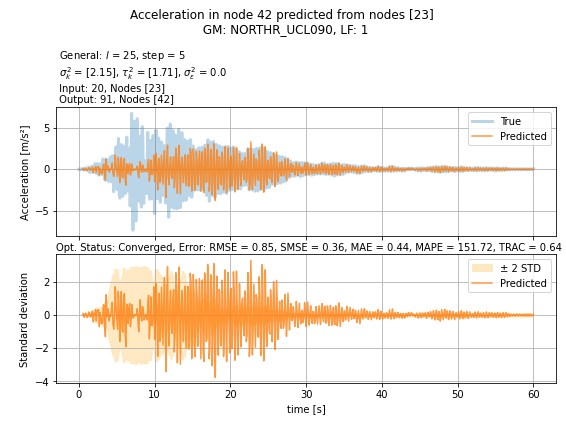 Acceleration in node 42 predicted from nodes [23]
GM: NORTHR_UCL090, LF: 1
General: l = 25, step = 5
σ²ₖ = [2.15], τ²ₖ = [1.71], σ²ε = 0.0
Input: 20, Nodes [23]
Output: 91, Nodes [42]
Acceleration [m/s²]
5
0
−5
True
Predicted
Opt. Status: Converged, Error: RMSE = 0.85, SMSE = 0.36, MAE = 0.44, MAPE = 151.72, TRAC = 0.64
Standard deviation
2
0
−2
−4
± 2 STD
Predicted
0 10 20 30 40 50 60
time [s]